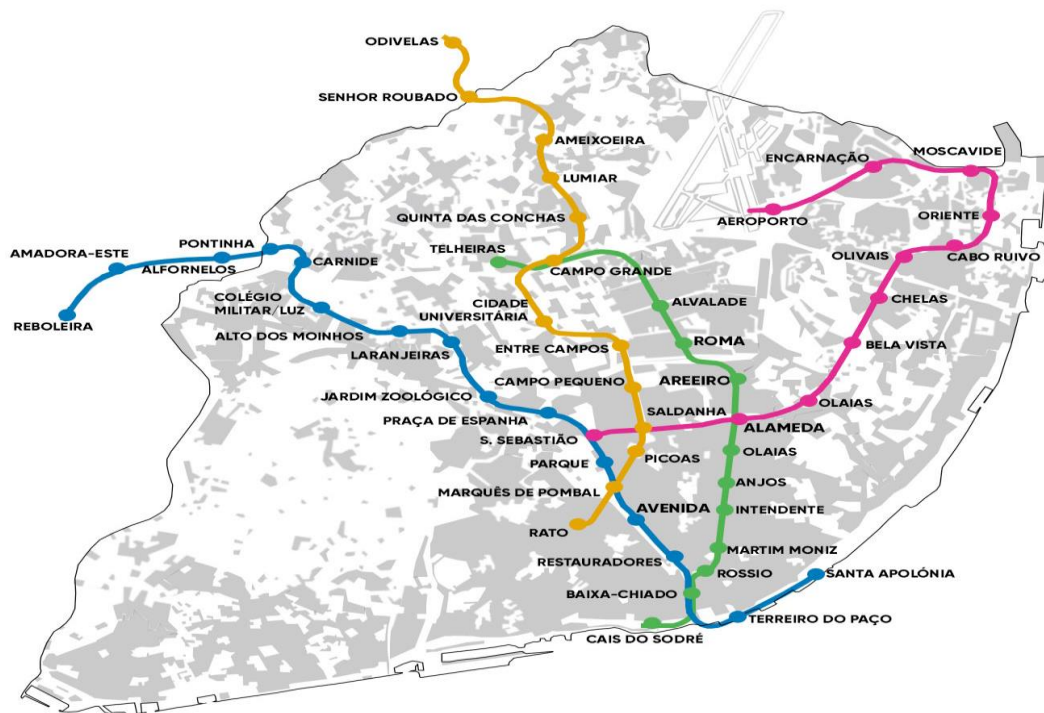 ODIVELAS
SENHOR ROUBADO
AMEIXOEIRA
LUMIAR
QUINTA DAS CONCHAS
TELHEIRAS
CAMPO GRANDE
CIDADE
UNIVERSITÁRIA
ENTRE CAMPOS
CAMPO PEQUENO
SALDANHA
PICOAS
MARQUÊS DE POMBAL
RATO
MOSCAVIDE
ENCARNAÇÃO
AEROPORTO
ORIENTE
CABO RUIVO
OLIVAIS
CHELAS
BELA VISTA
OLAIAS
ALAMEDA
ALVALADE
ROMA
AREEIRO
OLAIAS
ANJOS
INTENDENTE
MARTIM MONIZ
ROSSIO
BAIXA-CHIADO
CAIS DO SODRÉ
AMADORA-ESTE
REBOLEIRA
ALFORNELOS
PONTINHA
CARNIDE
COLÉGIO
MILITAR/LUZ
ALTO DOS MOINHOS
LARANJEIRAS
JARDIM ZOOLÓGICO
PRAÇA DE ESPANHA
S. SEBASTIÃO
PARQUE
AVENIDA
RESTAURADORES
TERREIRO DO PAÇO
SANTA APOLÓNIA